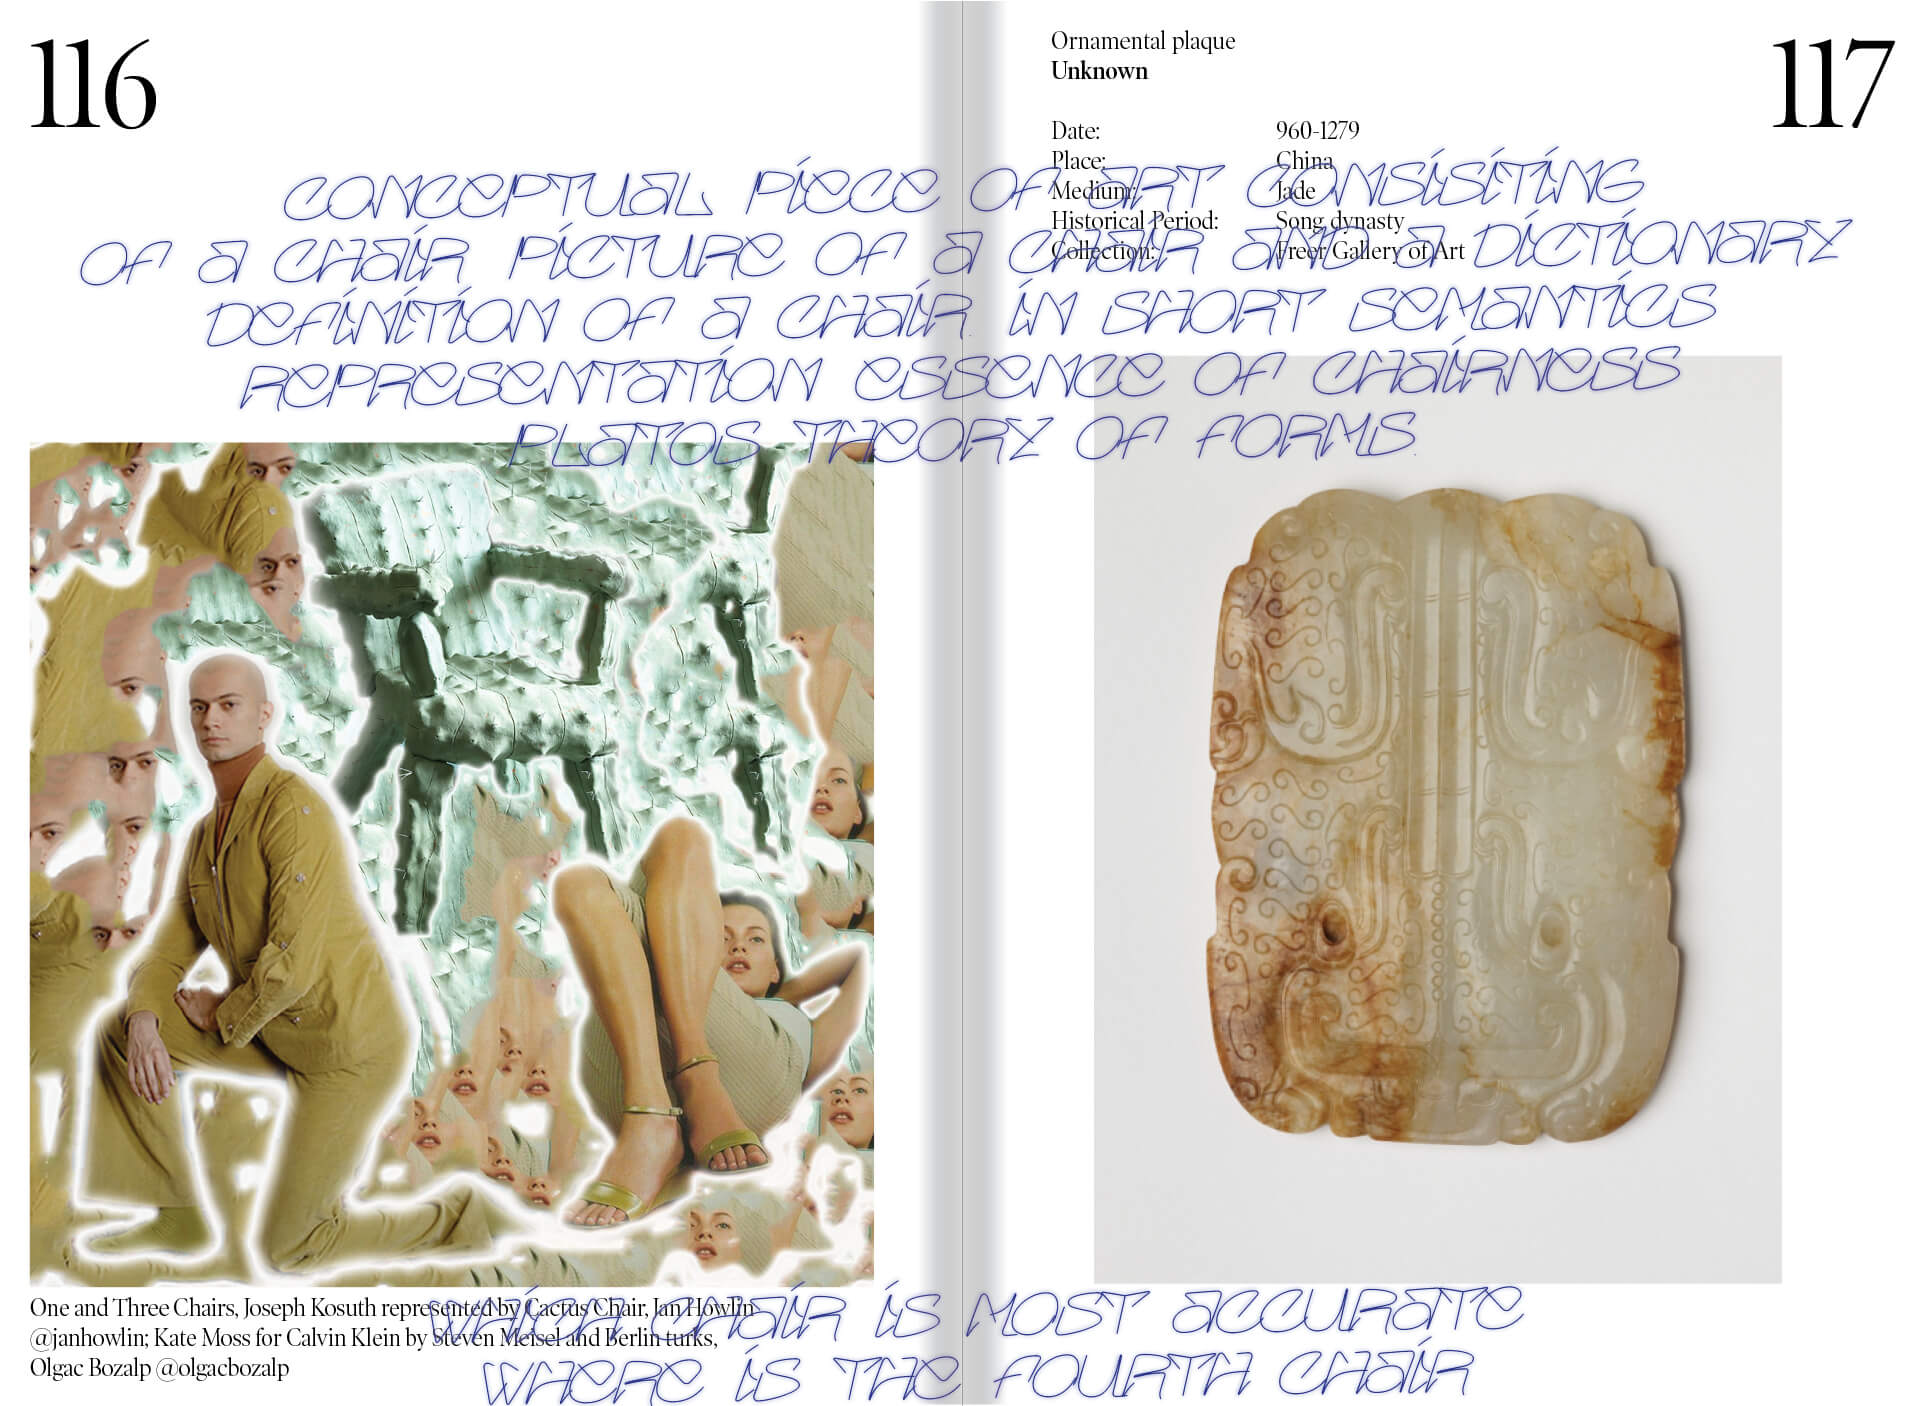 116
117
Ornamental plaque
Unknown
Date: 960-1279
Place: China
Medium: Jade
Historical Period: Song dynasty
Collection: Freer Gallery of Art
CONCEPTUAL PIECE OF ART CONSISITING
OF A CHAIR PICTURE OF A CHAIR AND A DICTIONARY
DEFINITION OF A CHAIR. IN SHORT SEMANTICS
REPRESENTATION ESSENCE OF CHAIRNESS
PLATOS THEORY OF FORMS.
One and Three Chairs, Joseph Kosuth represented by Cactus Chair, Jan Howlin
@janhowlin; Kate Moss for Calvin Klein by Steven Meisel and Berlin turks,
Olgac Bozalp @olgacbozalp
WHICH CHAIR IS MOST ACCURATE
WHERE IS THE FOURTH CHAIR